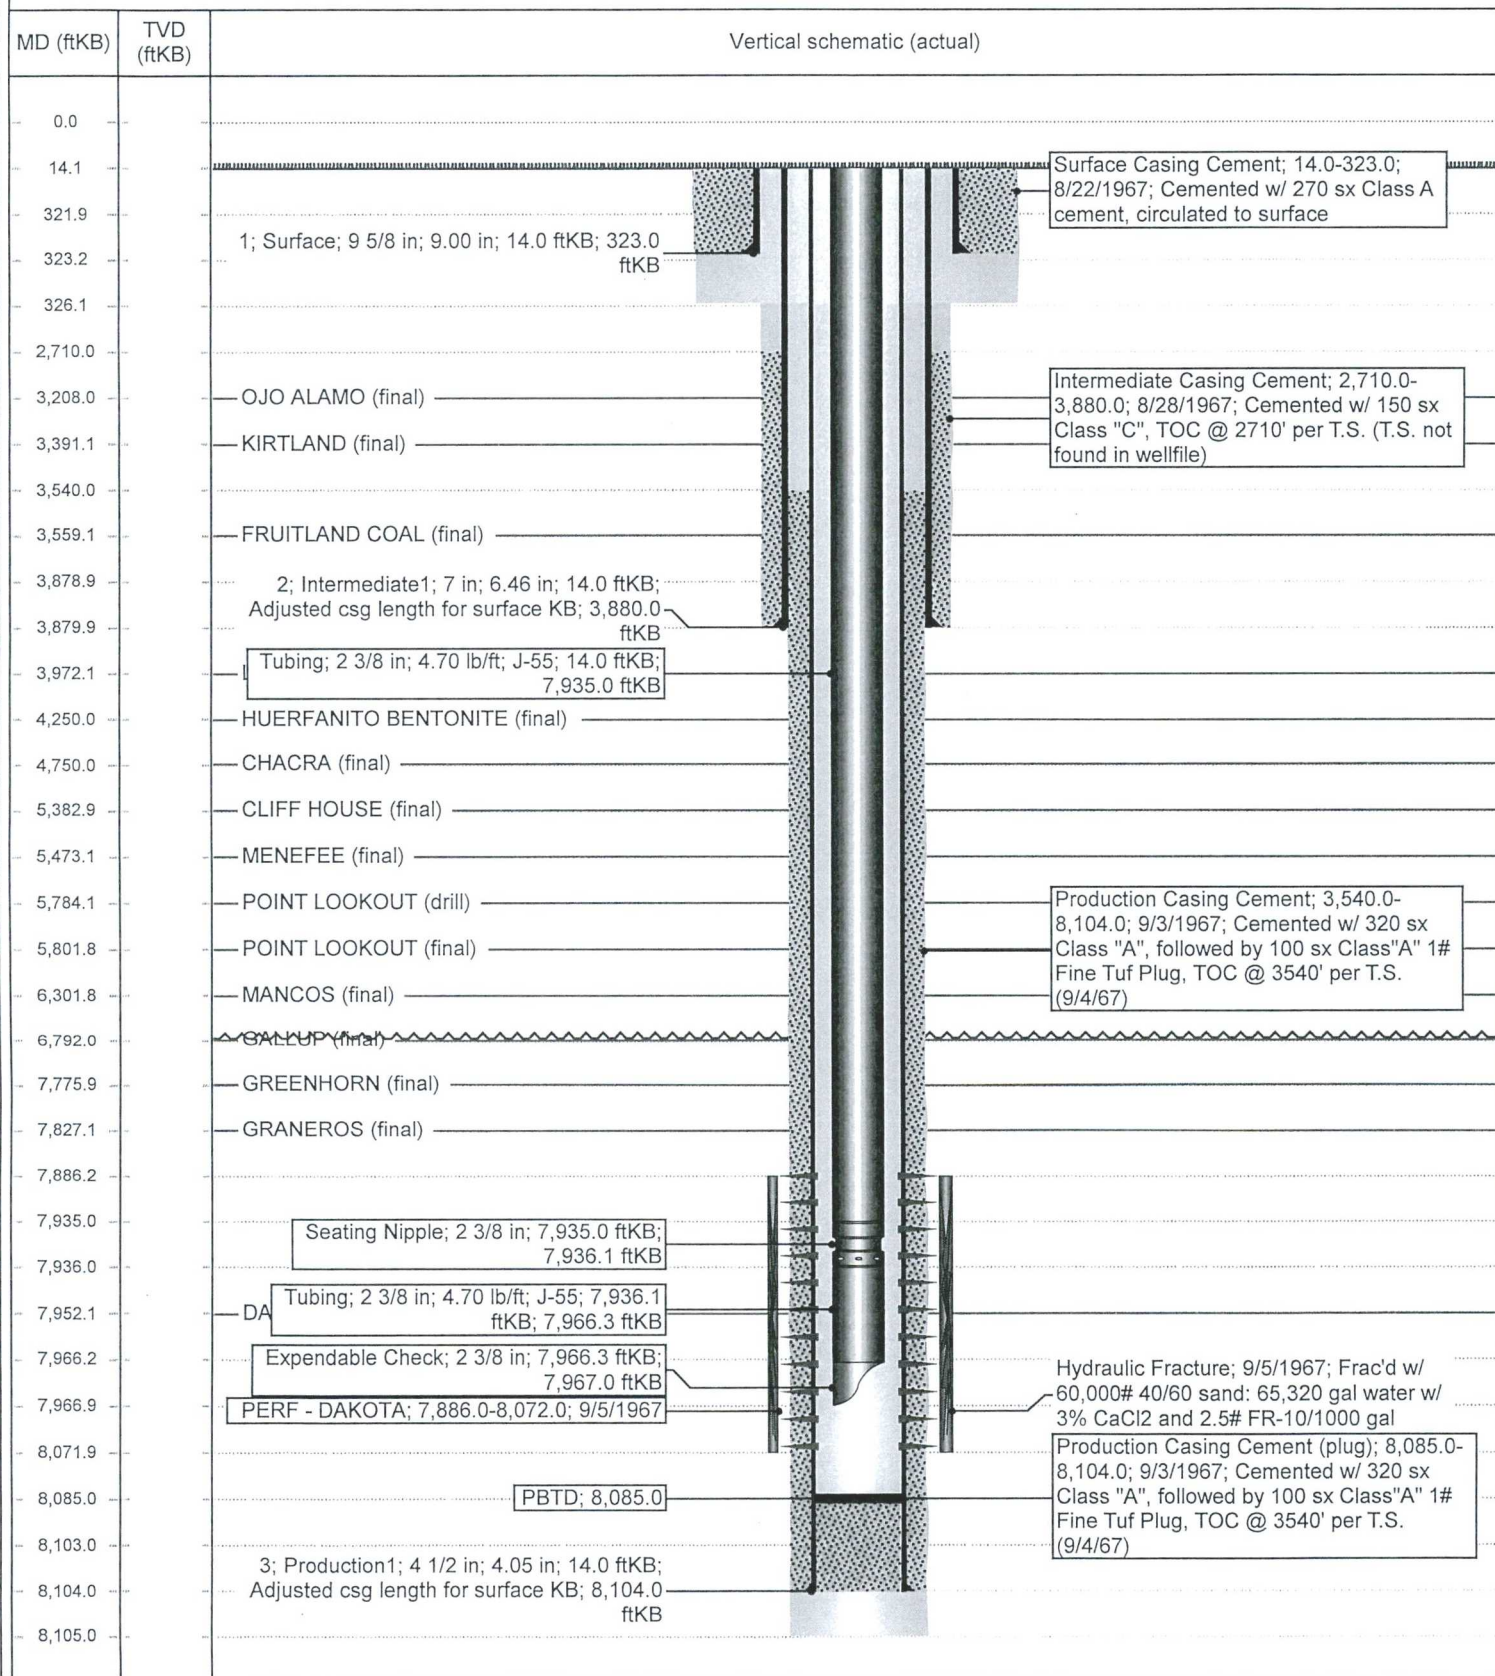 MD (ftKB)
TVD
(ftKB)
Vertical schematic (actual)
0.0
14.1
Surface Casing Cement; 14.0-323.0;
8/22/1967; Cemented w/ 270 sx Class A
cement, circulated to surface
321.9
1; Surface; 9 5/8 in; 9.00 in; 14.0 ftKB; 323.0
ftKB
323.2
326.1
2,710.0
Intermediate Casing Cement; 2,710.0-
3,880.0; 8/28/1967; Cemented w/ 150 sx
Class "C", TOC @ 2710' per T.S. (T.S. not
found in wellfile)
3,208.0
OJO ALAMO (final)
3,391.1
KIRTLAND (final)
3,540.0
3,559.1
FRUITLAND COAL (final)
3,878.9
2; Intermediate1; 7 in; 6.46 in; 14.0 ftKB;
Adjusted csg length for surface KB; 3,880.0
ftKB
3,879.9
Tubing; 2 3/8 in; 4.70 lb/ft; J-55; 14.0 ftKB;
7,935.0 ftKB
3,972.1
4,250.0
HUERFANITO BENTONITE (final)
4,750.0
CHACRA (final)
5,382.9
CLIFF HOUSE (final)
5,473.1
MENEFEE (final)
5,784.1
POINT LOOKOUT (drill)
Production Casing Cement; 3,540.0-
8,104.0; 9/3/1967; Cemented w/ 320 sx
Class "A", followed by 100 sx Class"A" 1#
Fine Tuf Plug, TOC @ 3540' per T.S.
(9/4/67)
5,801.8
POINT LOOKOUT (final)
6,301.8
MANCOS (final)
6,792.0
GALLUP (final)
7,775.9
GREENHORN (final)
7,827.1
GRANEROS (final)
7,886.2
7,935.0
Seating Nipple; 2 3/8 in; 7,935.0 ftKB;
7,936.1 ftKB
7,936.0
Tubing; 2 3/8 in; 4.70 lb/ft; J-55; 7,936.1
ftKB; 7,966.3 ftKB
7,952.1
DA
7,966.2
Expendable Check; 2 3/8 in; 7,966.3 ftKB;
7,967.0 ftKB
Hydraulic Fracture; 9/5/1967; Frac'd w/
60,000# 40/60 sand: 65,320 gal water w/
3% CaCl2 and 2.5# FR-10/1000 gal
7,966.9
PERF - DAKOTA; 7,886.0-8,072.0; 9/5/1967
8,071.9
Production Casing Cement (plug); 8,085.0-
8,104.0; 9/3/1967; Cemented w/ 320 sx
Class "A", followed by 100 sx Class"A" 1#
Fine Tuf Plug, TOC @ 3540' per T.S.
(9/4/67)
8,085.0
PBTD; 8,085.0
8,103.0
3; Production1; 4 1/2 in; 4.05 in; 14.0 ftKB;
Adjusted csg length for surface KB; 8,104.0
ftKB
8,104.0
8,105.0